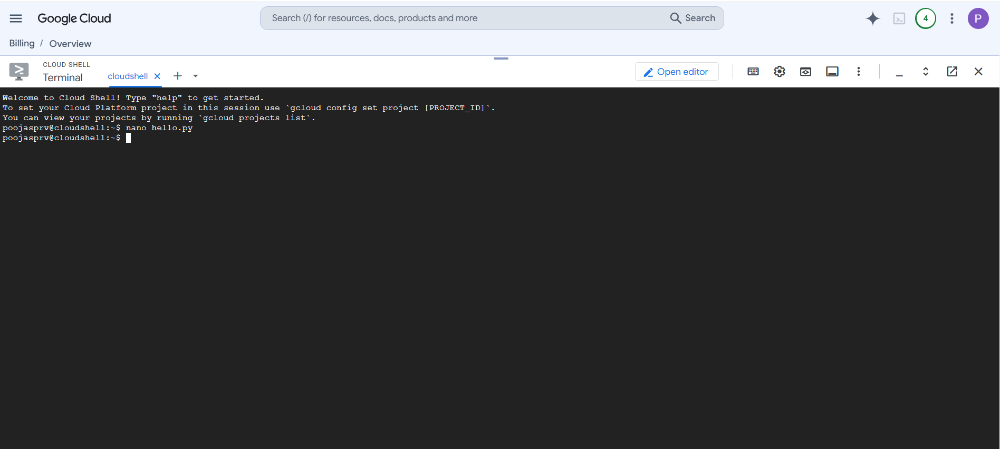 Google Cloud
Search (/) for resources, docs, products and more
Search
4
P
Billing / Overview
CLOUD SHELL
Terminal
cloudshell
Open editor
Welcome to Cloud Shell! Type "help" to get started.
To set your Cloud Platform project in this session use `gcloud config set project [PROJECT_ID]`.
You can view your projects by running `gcloud projects list`.
poojasprv@cloudshell:~$ nano hello.py
poojasprv@cloudshell:~$